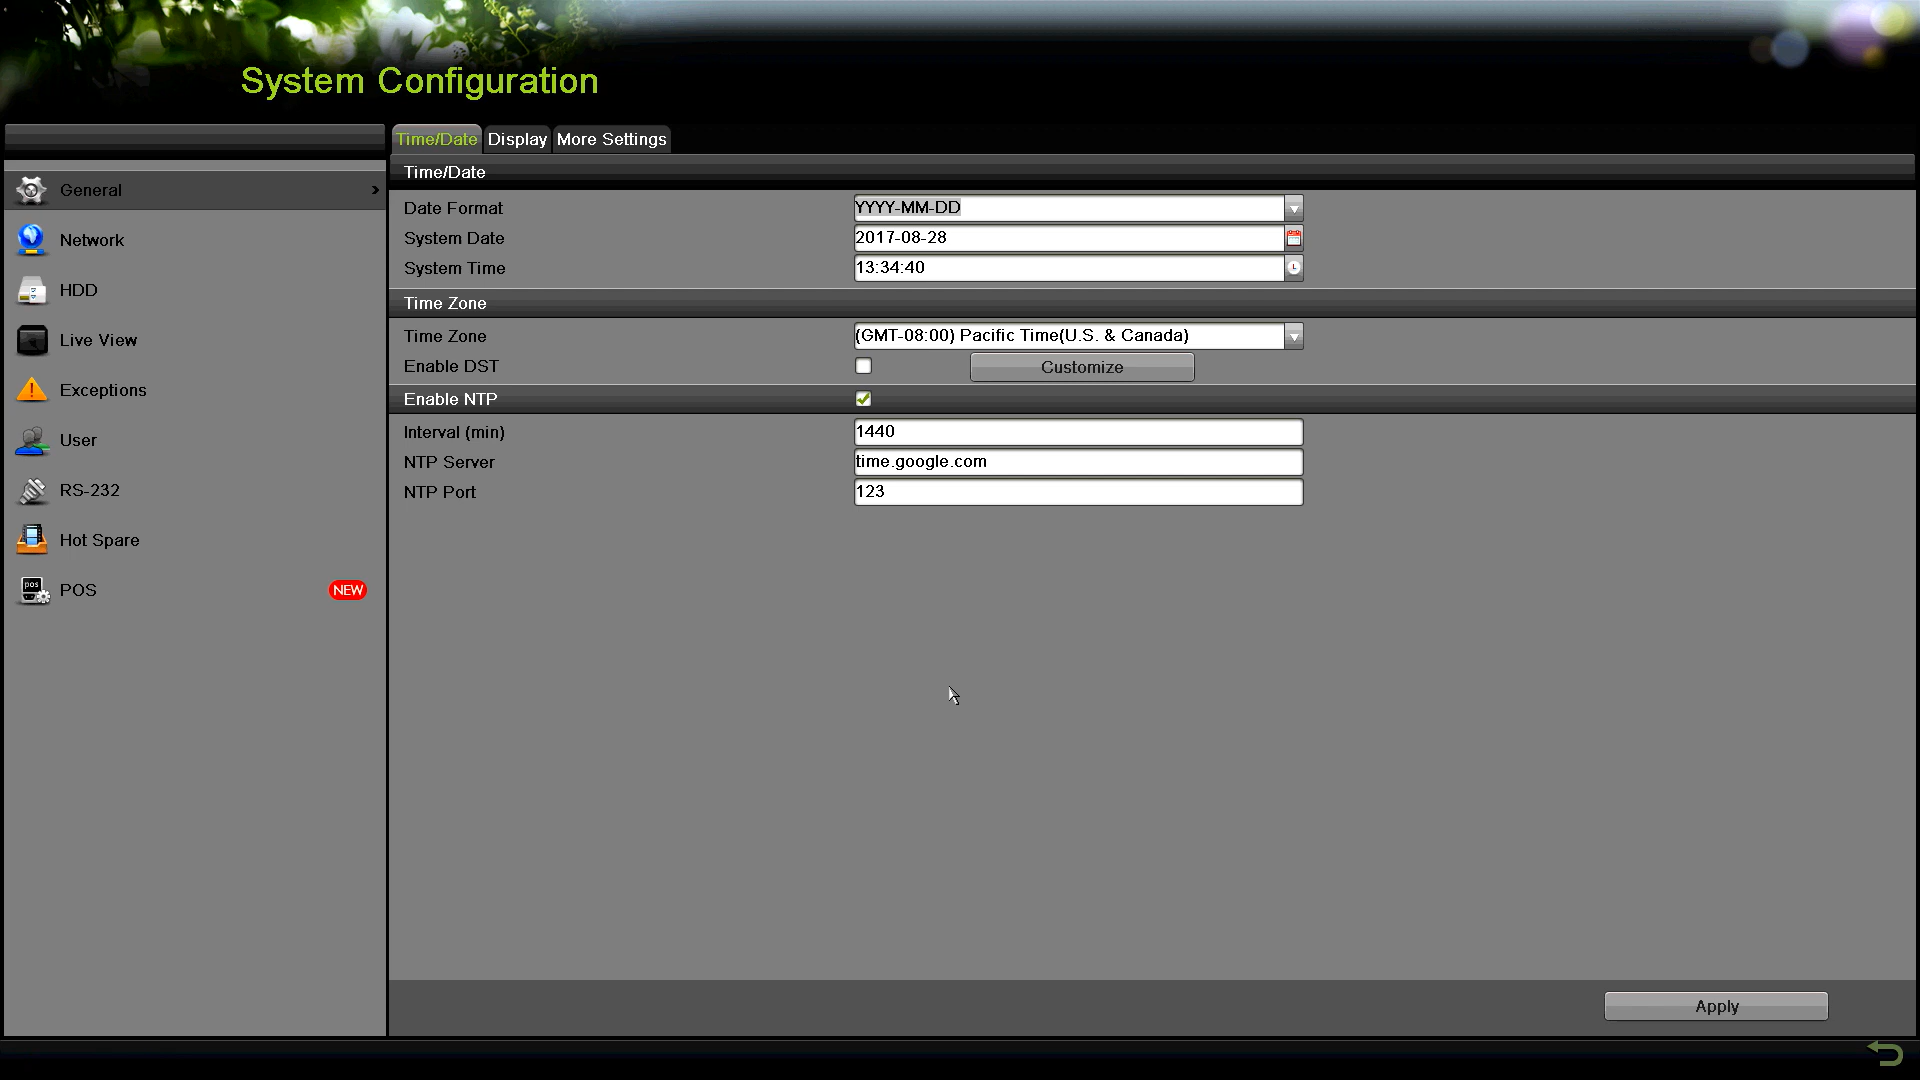 System Configuration
Time/Date Display More Settings
Time/Date
General
Network
HDD
Live View
Exceptions
User
RS-232
Hot Spare
pos
POS NEW
Date Format YYYY-MM-DD
System Date 2017-08-28
System Time 13:34:40
Time Zone
Time Zone (GMT-08:00) Pacific Time(U.S. & Canada)
Enable DST Customize
Enable NTP
Interval (min) 1440
NTP Server time.google.com
NTP Port 123
Apply